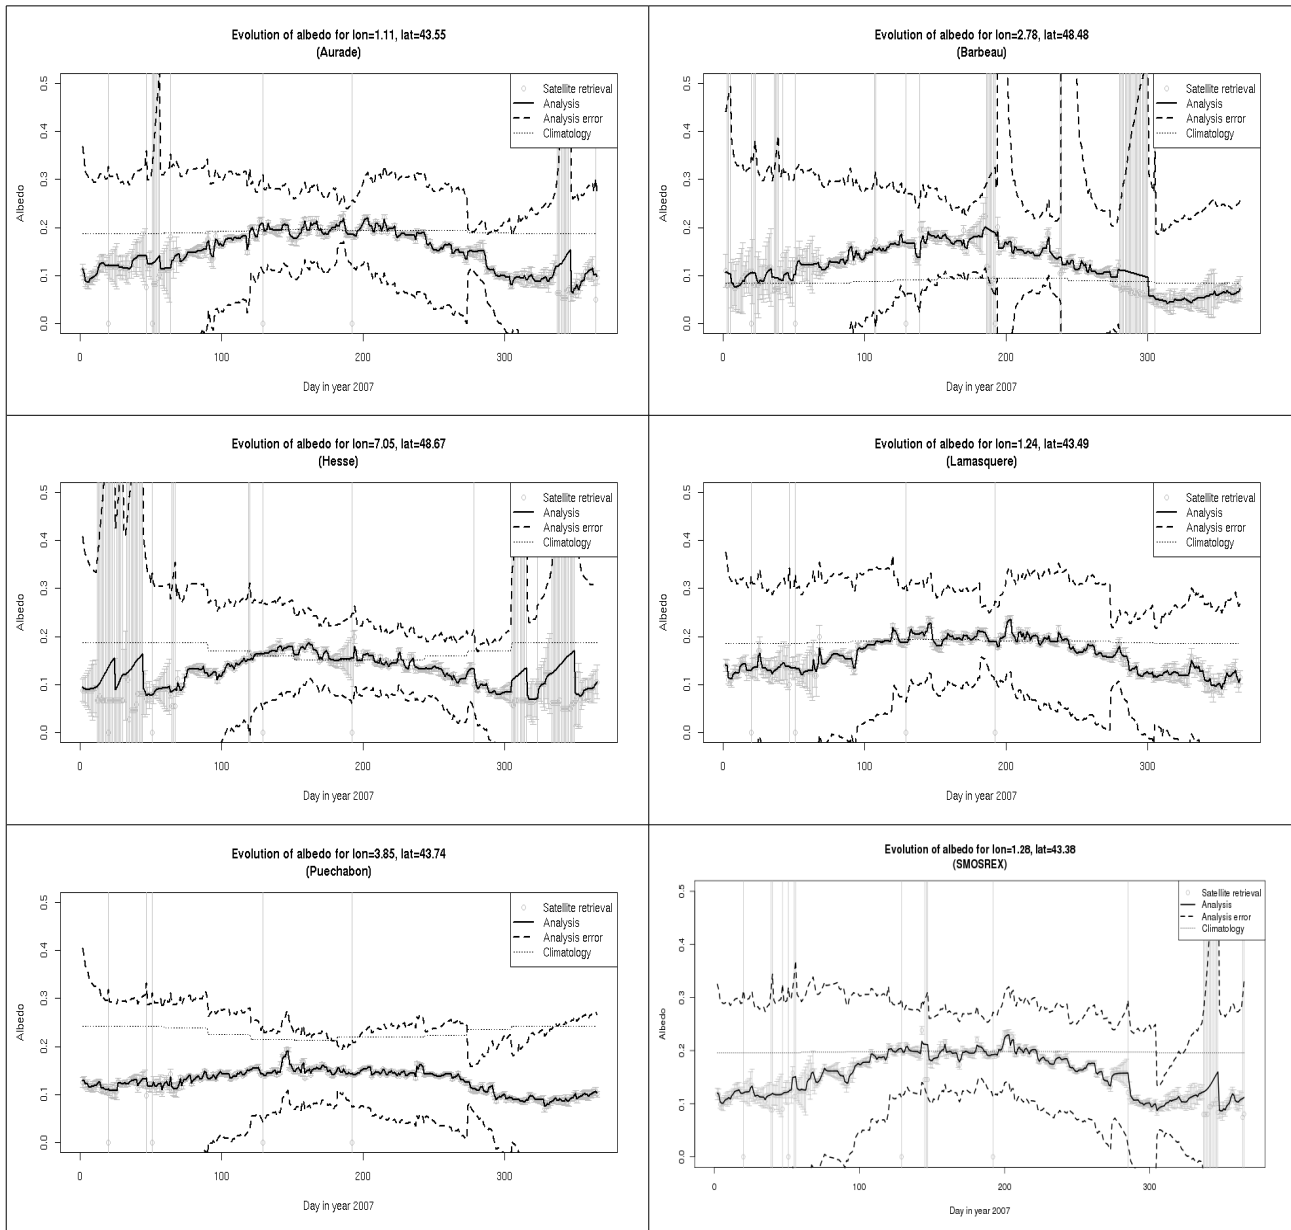 Evolution of albedo for lon=1.11, lat=43.55
(Aurade)
Albedo
0.5
0.4
0.3
0.2
0.1
0.0
Satellite retrieval
Analysis
Analysis error
Climatology
0 100 200 300
Day in year 2007
Evolution of albedo for lon=2.78, lat=48.48
(Barbeau)
Albedo
0.5
0.4
0.3
0.2
0.1
0.0
Satellite retrieval
Analysis
Analysis error
Climatology
0 100 200 300
Day in year 2007
Evolution of albedo for lon=7.05, lat=48.67
(Hesse)
Albedo
0.5
0.4
0.3
0.2
0.1
0.0
Satellite retrieval
Analysis
Analysis error
Climatology
0 100 200 300
Day in year 2007
Evolution of albedo for lon=1.24, lat=43.49
(Lamasquere)
Albedo
0.5
0.4
0.3
0.2
0.1
0.0
Satellite retrieval
Analysis
Analysis error
Climatology
0 100 200 300
Day in year 2007
Evolution of albedo for lon=3.85, lat=43.74
(Puechabon)
Albedo
0.5
0.4
0.3
0.2
0.1
0.0
Satellite retrieval
Analysis
Analysis error
Climatology
0 100 200 300
Day in year 2007
Evolution of albedo for lon=1.28, lat=43.38
(SMOSREX)
Albedo
0.5
0.4
0.3
0.2
0.1
0.0
Satellite retrieval
Analysis
Analysis error
Climatology
0 100 200 300
Day in year 2007